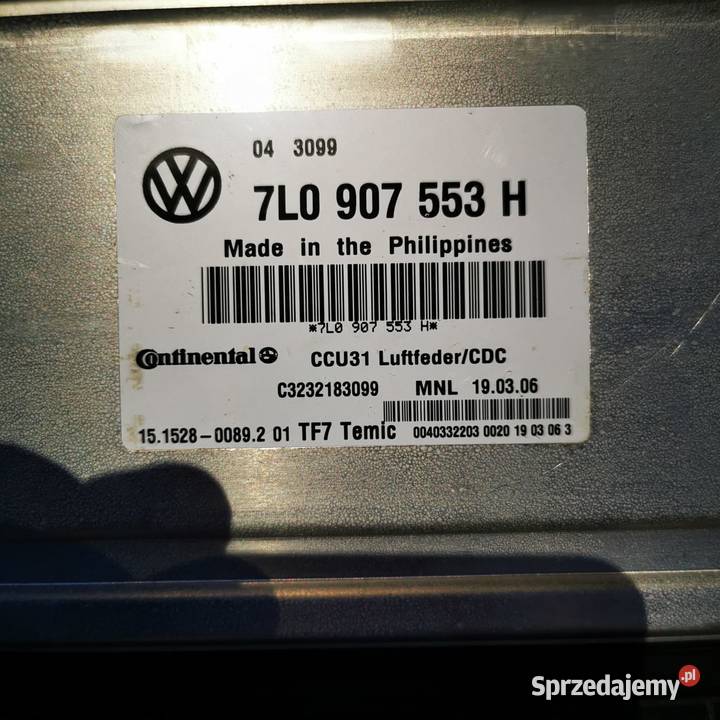 04 3099
7L0 907 553 H
Made in the Philippines
*7L0 907 553 H*
Continental CCU31 Luftfeder/CDC
C3232183099 MNL 19.03.06
15.1528-0089.2 01 TF7 Temic 0040332203 0020 19 03 06 3
Sprzedajemy.pl